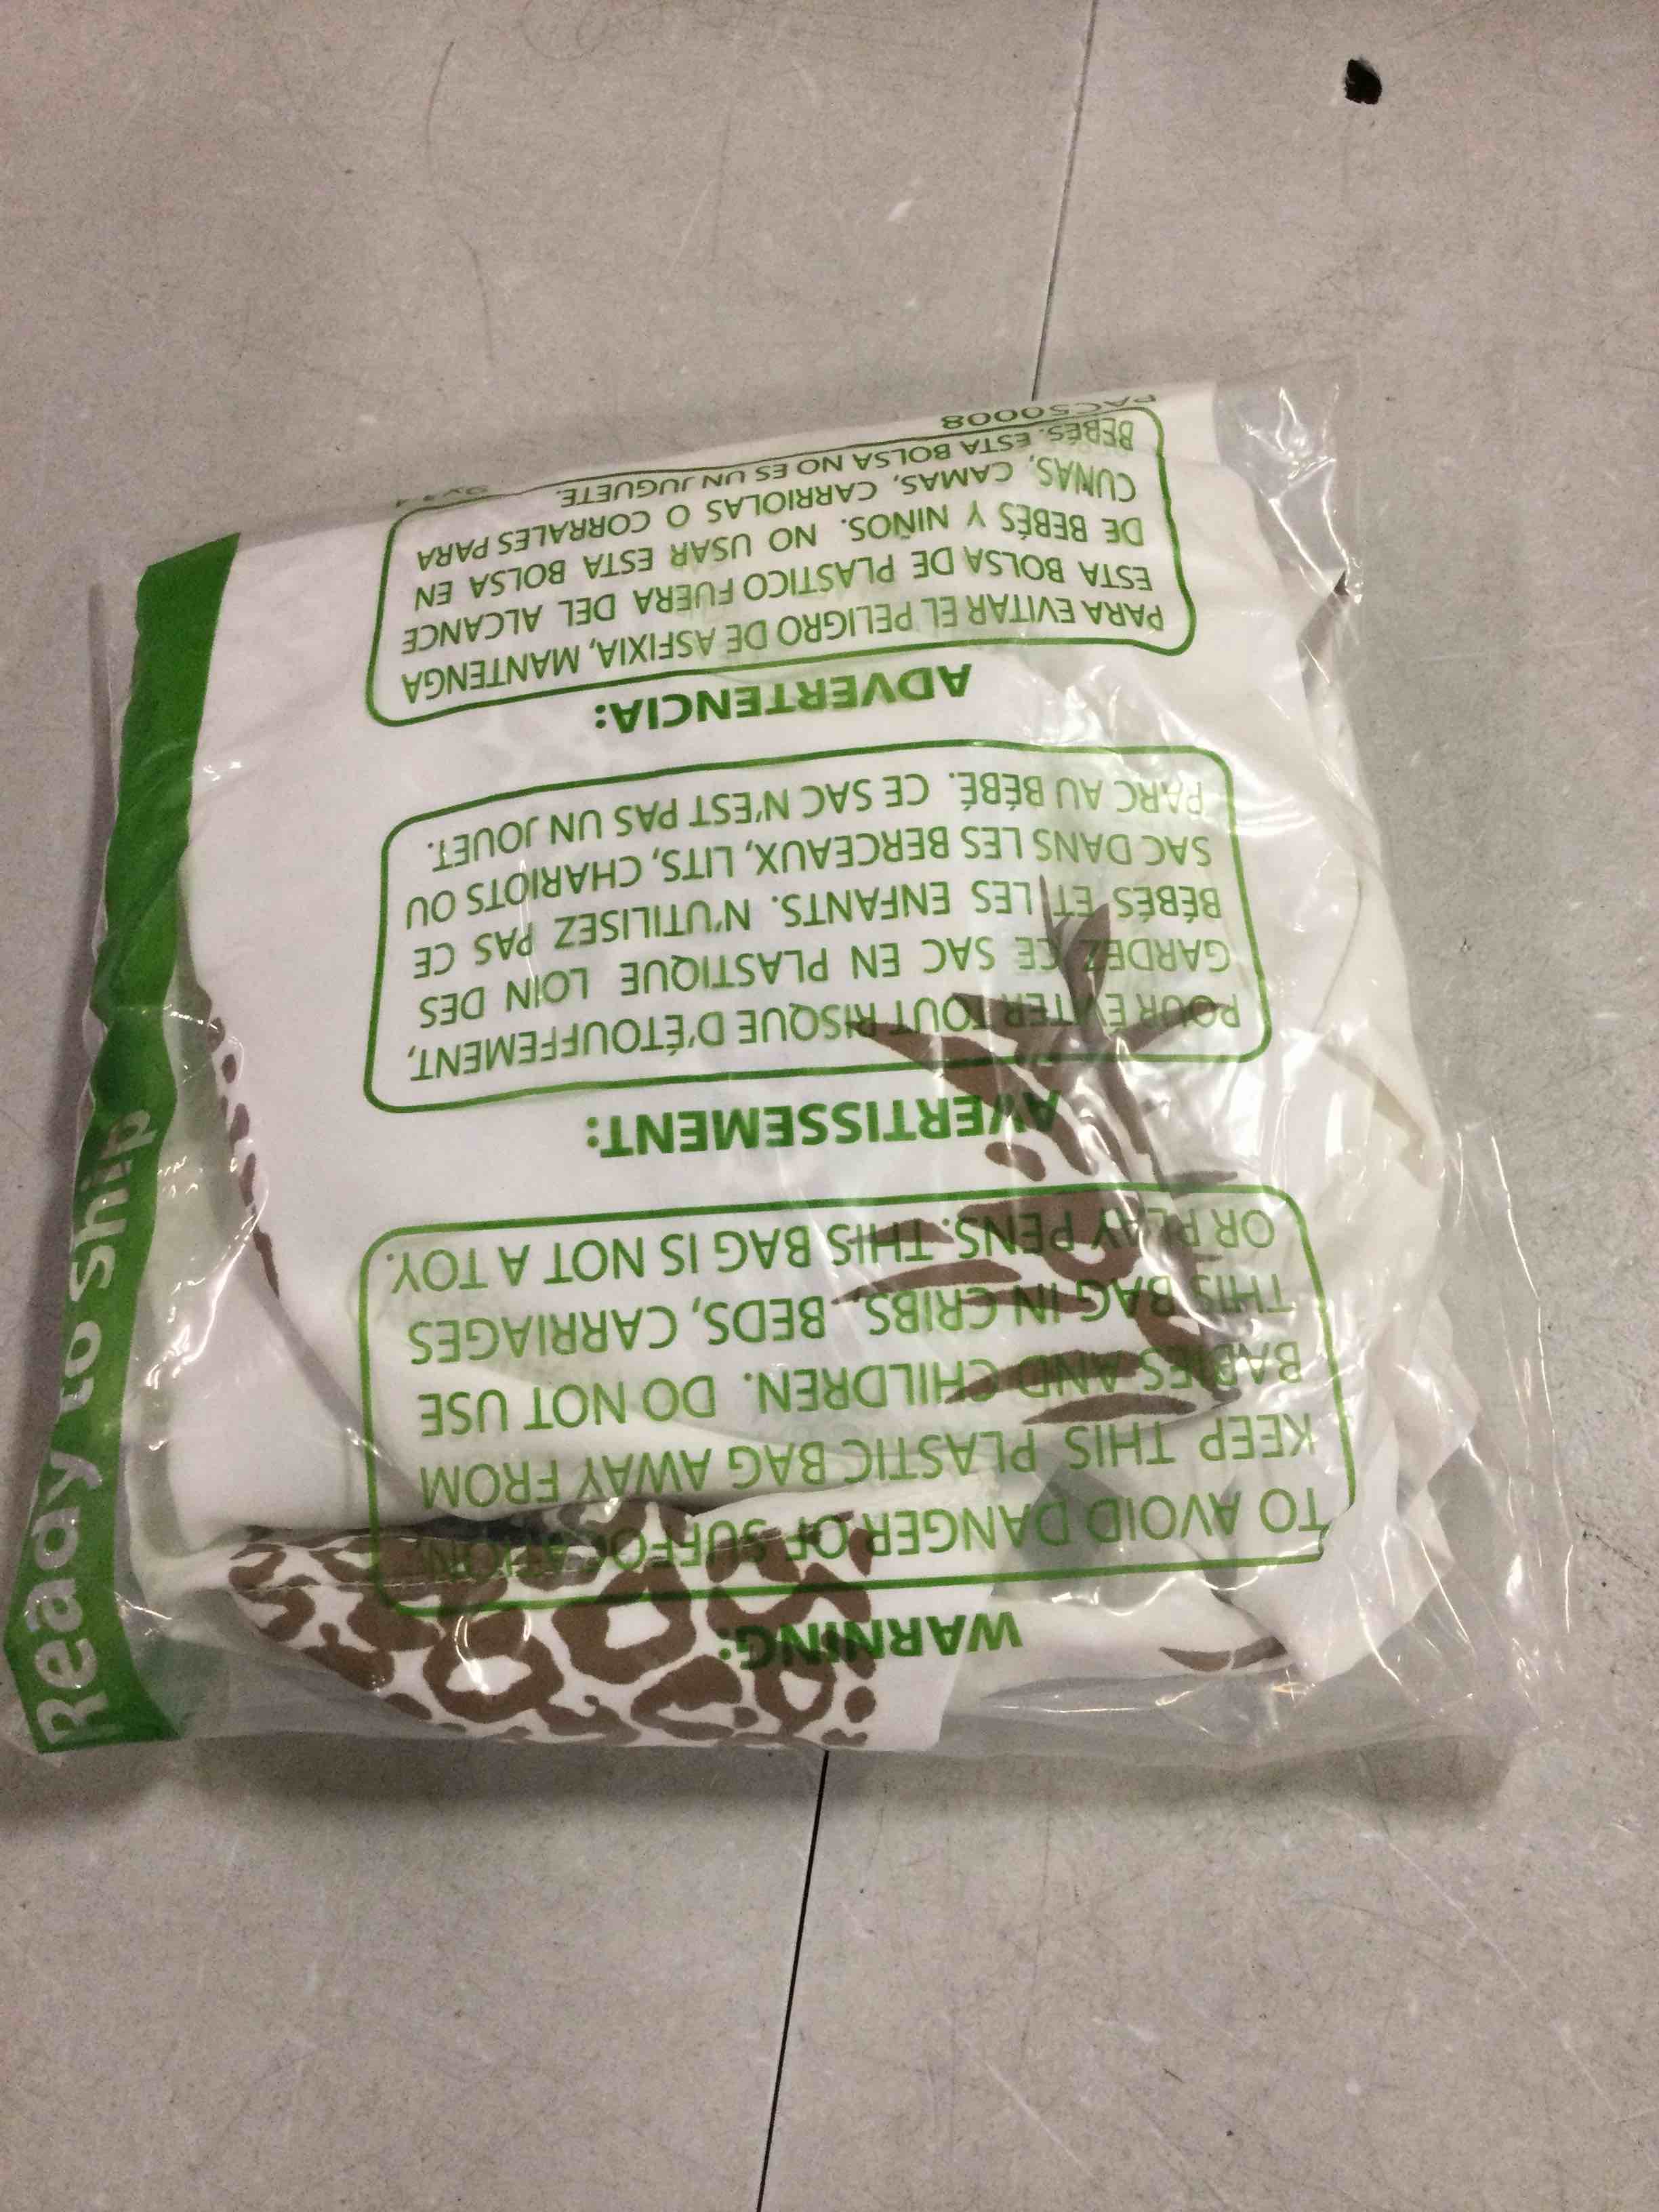 Ready to ship
WARNING:
TO AVOID DANGER OF SUFFOCATION
KEEP THIS PLASTIC BAG AWAY FROM
BABIES AND CHILDREN. DO NOT USE
THIS BAG IN CRIBS, BEDS, CARRIAGES
OR PLAY PENS. THIS BAG IS NOT A TOY.
AVERTISSEMENT:
POUR ÉVITER TOUT RISQUE D'ÉTOUFFEMENT,
GARDEZ CE SAC EN PLASTIQUE LOIN DES
BÉBÉS ET LES ENFANTS. N'UTILISEZ PAS CE
SAC DANS LES BERCEAUX, LITS, CHARIOTS OU
PARC AU BÉBÉ. CE SAC N'EST PAS UN JOUET.
ADVERTENCIA:
PARA EVITAR EL PELIGRO DE ASFIXIA, MANTENGA
ESTA BOLSA DE PLASTICO FUERA DEL ALCANCE
DE BEBÉS Y NIÑOS. NO USAR ESTA BOLSA EN
CUNAS, CAMAS, CARRIOLAS O CORRALES PARA
BEBÉS. ESTA BOLSA NO ES UN JUGUETE.
PAC50008